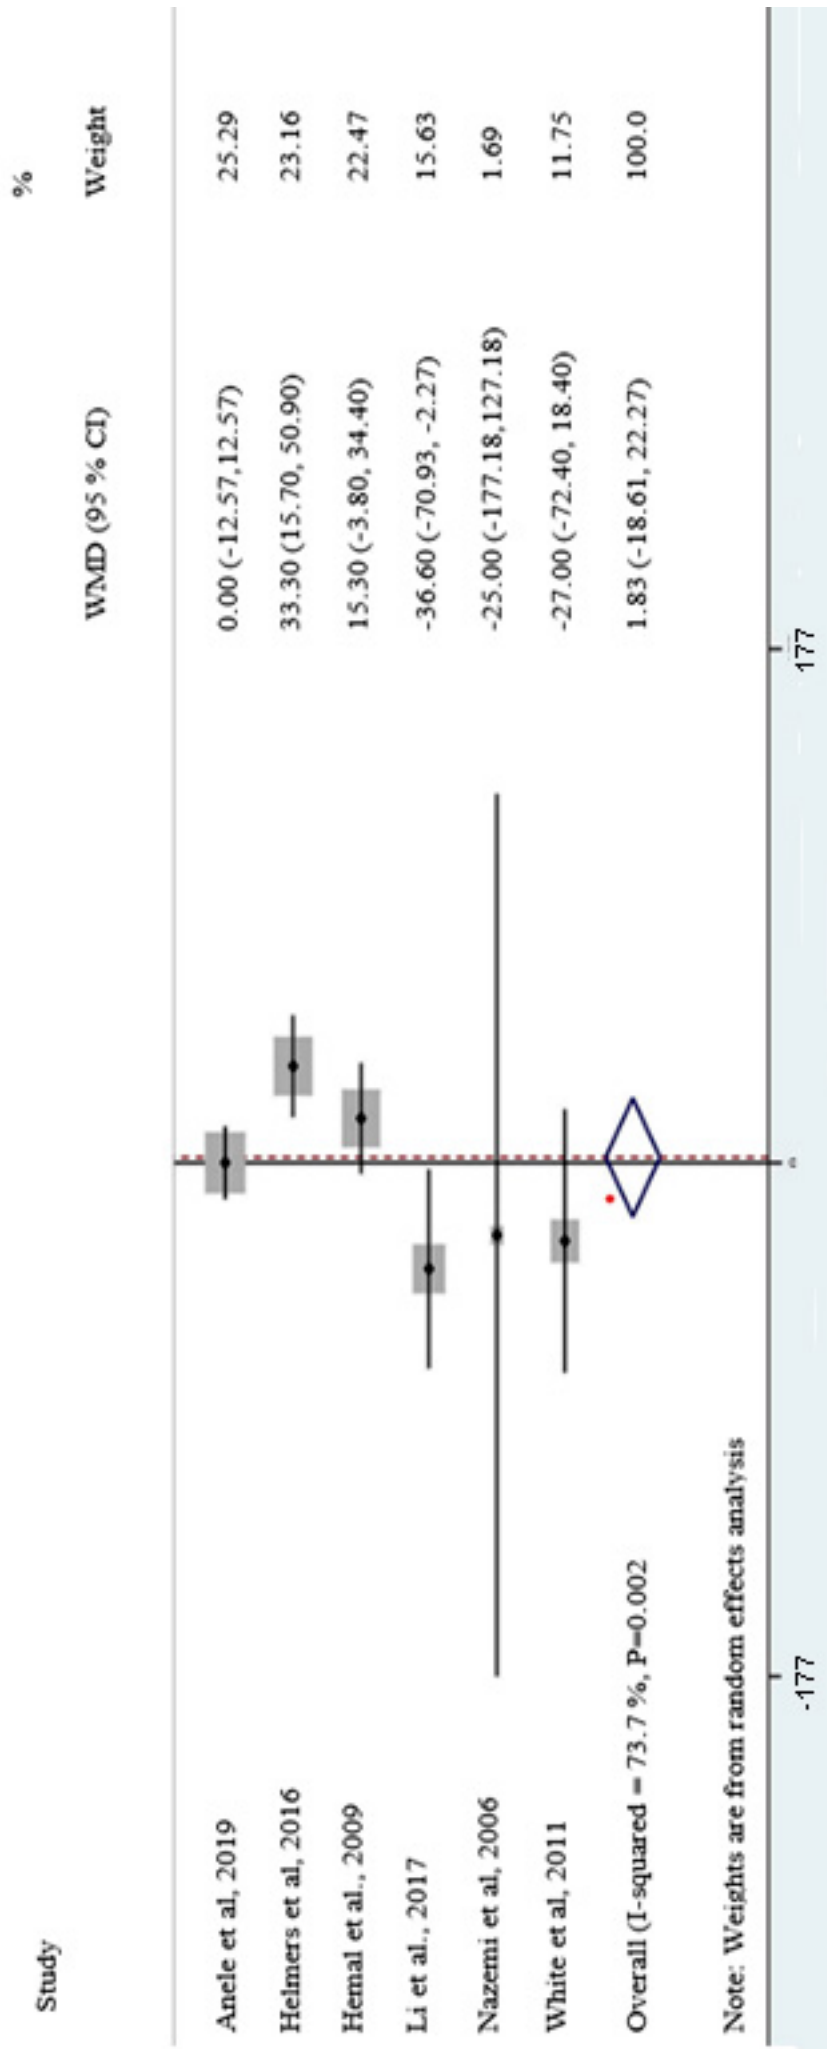 %
Study WMD (95 % CI) Weight
Anele et al, 2019 0.00 (-12.57,12.57) 25.29
Helmers et al, 2016 33.30 (15.70, 50.90) 23.16
Hemal et al., 2009 15.30 (-3.80, 34.40) 22.47
Li et al., 2017 -36.60 (-70.93, -2.27) 15.63
Nazemi et al, 2006 -25.00 (-177.18,127.18) 1.69
White et al, 2011 -27.00 (-72.40, 18.40) 11.75
Overall (I-squared = 73.7 %, P=0.002 1.83 (-18.61, 22.27) 100.0
Note: Weights are from random effects analysis
-177 0 177